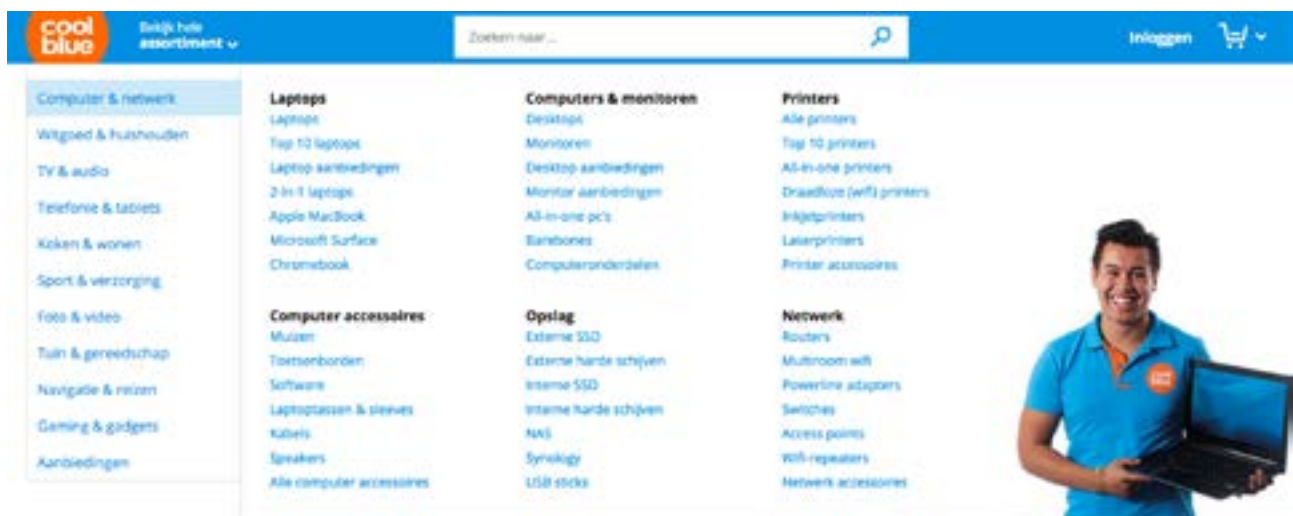 cool
blue
Bekijk hele
assortiment
Zoeken naar...
Inloggen
Computer & netwerk
Witgoed & huishouden
TV & audio
Telefonie & tablets
Koken & wonen
Sport & verzorging
Foto & video
Tuin & gereedschap
Navigatie & reizen
Gaming & gadgets
Aanbiedingen
Laptops
Laptops
Top 10 laptops
Laptop aanbiedingen
2-in-1 laptops
Apple MacBook
Microsoft Surface
Chromebook
Computers & monitoren
Desktops
Monitoren
Desktop aanbiedingen
Monitor aanbiedingen
All-in-one pc's
Barebones
Computeronderdelen
Printers
Alle printers
Top 10 printers
All-in-one printers
Draadloze (wifi) printers
Inkjetprinters
Laserprinters
Printer accessoires
Computer accessoires
Muizen
Toetsenborden
Software
Laptoptassen & sleeves
Kabels
Speakers
Alle computer accessoires
Opslag
Externe SSD
Externe harde schijven
Interne SSD
Interne harde schijven
NAS
Synology
USB sticks
Netwerk
Routers
Multiroom wifi
Powerline adapters
Switches
Access points
Wifi repeaters
Netwerk accessoires
cool
blue